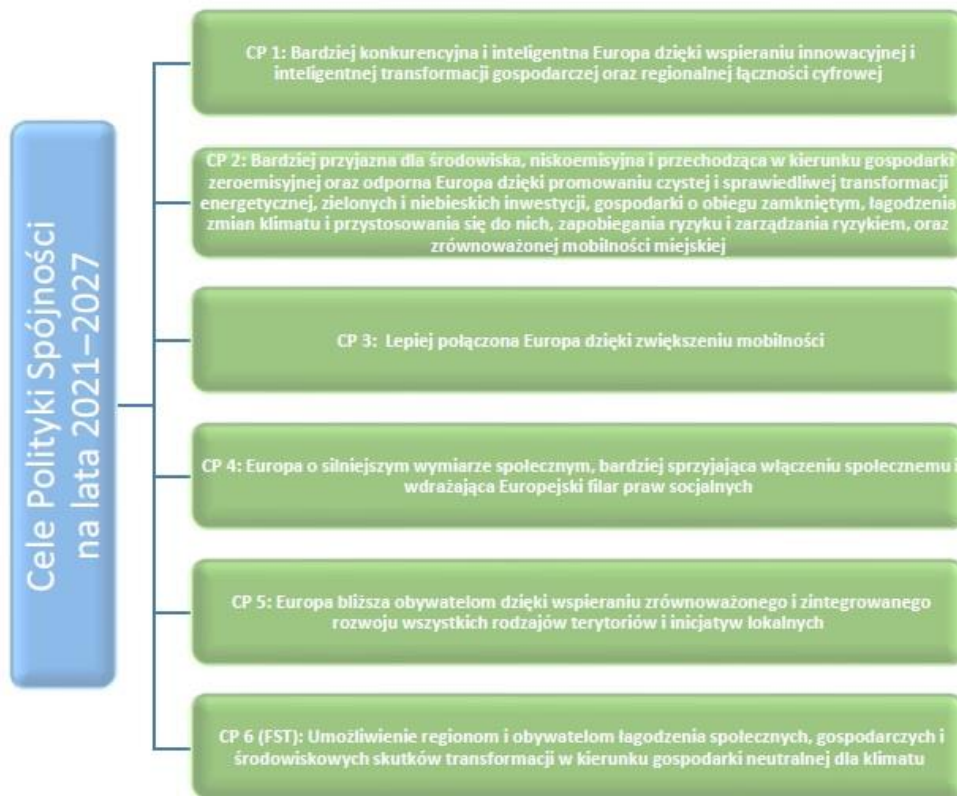 Cele Polityki Spójności
na lata 2021–2027
CP 1: Bardziej konkurencyjna i inteligentna Europa dzięki wspieraniu innowacyjnej i
inteligentnej transformacji gospodarczej oraz regionalnej łączności cyfrowej
CP 2: Bardziej przyjazna dla środowiska, niskoemisyjna i przechodząca w kierunku gospodarki
zeroemisyjnej oraz odporna Europa dzięki promowaniu czystej i sprawiedliwej transformacji
energetycznej, zielonych i niebieskich inwestycji, gospodarki o obiegu zamkniętym, łagodzenia
zmian klimatu i przystosowania się do nich, zapobiegania ryzyku i zarządzania ryzykiem, oraz
zrównoważonej mobilności miejskiej
CP 3: Lepiej połączona Europa dzięki zwiększeniu mobilności
CP 4: Europa o silniejszym wymiarze społecznym, bardziej sprzyjająca włączeniu społecznemu i
wdrażająca Europejski filar praw socjalnych
CP 5: Europa bliższa obywatelom dzięki wspieraniu zrównoważonego i zintegrowanego
rozwoju wszystkich rodzajów terytoriów i inicjatyw lokalnych
CP 6 (FST): Umożliwienie regionom i obywatelom łagodzenia społecznych, gospodarczych i
środowiskowych skutków transformacji w kierunku gospodarki neutralnej dla klimatu